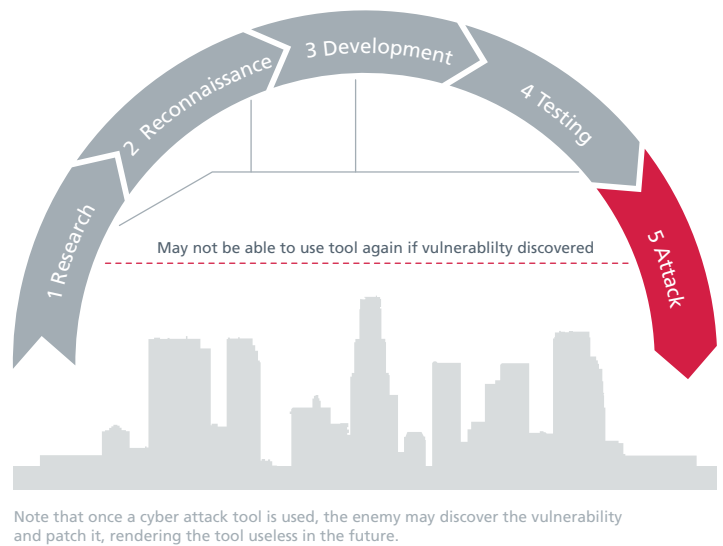 1 Research
2 Reconnaissance
3 Development
4 Testing
5 Attack
May not be able to use tool again if vulnerablilty discovered
Note that once a cyber attack tool is used, the enemy may discover the vulnerability
and patch it, rendering the tool useless in the future.